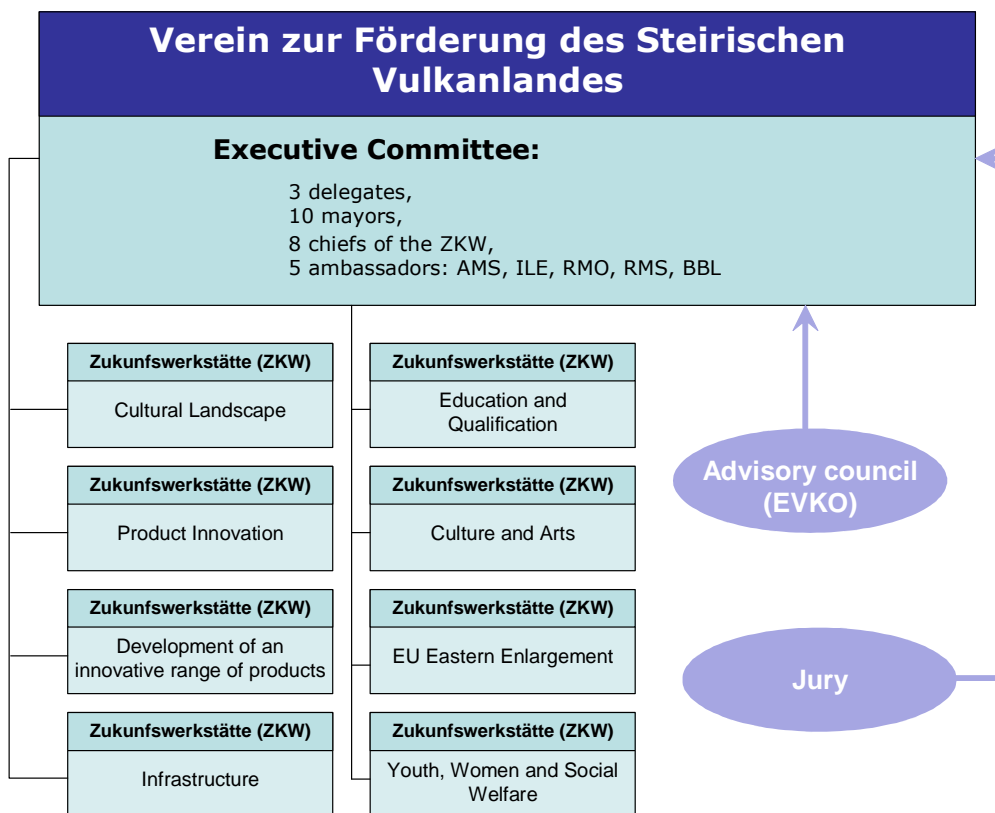 Verein zur Förderung des Steirischen
Vulkanlandes
Executive Committee:
3 delegates,
10 mayors,
8 chiefs of the ZKW,
5 ambassadors: AMS, ILE, RMO, RMS, BBL
Zukunfswerkstätte (ZKW)
Cultural Landscape
Zukunfswerkstätte (ZKW)
Education and
Qualification
Zukunfswerkstätte (ZKW)
Product Innovation
Zukunfswerkstätte (ZKW)
Culture and Arts
Advisory council
(EVKO)
Zukunfswerkstätte (ZKW)
Development of an
innovative range of products
Zukunfswerkstätte (ZKW)
EU Eastern Enlargement
Jury
Zukunfswerkstätte (ZKW)
Infrastructure
Zukunfswerkstätte (ZKW)
Youth, Women and Social
Welfare